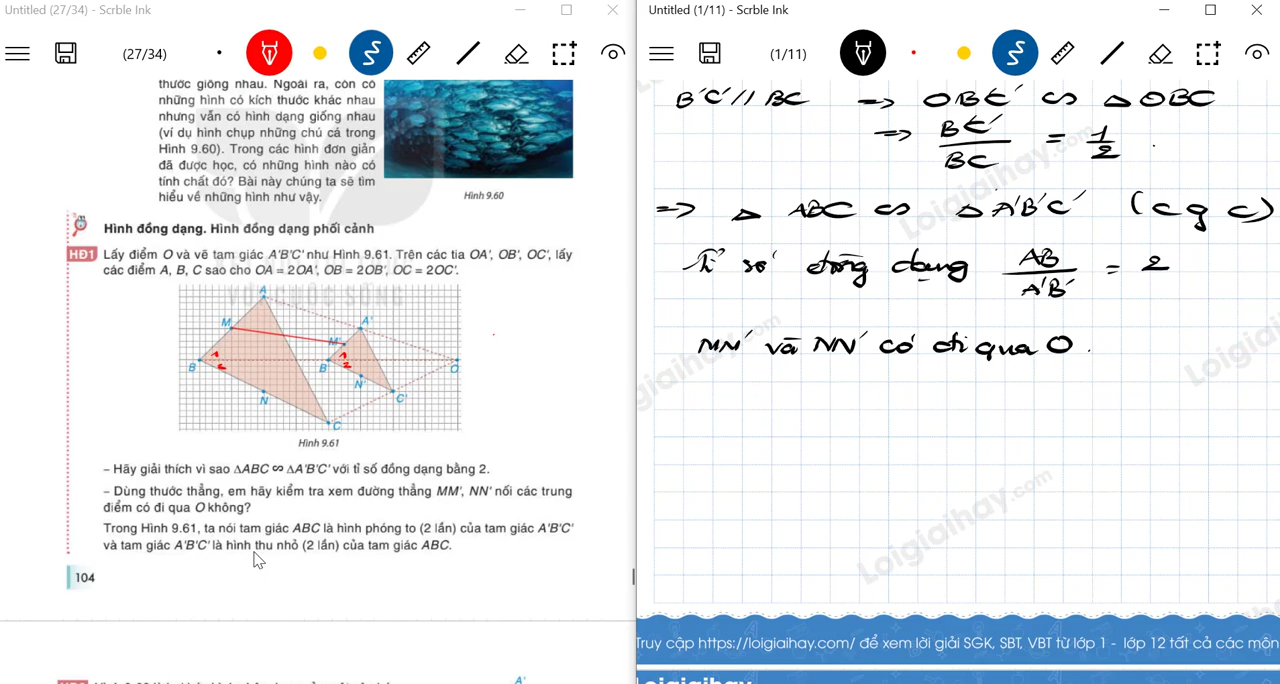 Untitled (27/34) - Scrble Ink
(27/34)
thước giống nhau. Ngoài ra, còn có
những hình có kích thước khác nhau
nhưng vẫn có hình dạng giống nhau
(ví dụ hình chụp những chú cá trong
Hình 9.60). Trong các hình đơn giản
đã được học, có những hình nào có
tính chất đó? Bài này chúng ta sẽ tìm
hiểu về những hình như vậy.
Hình 9.60
Hình đồng dạng. Hình đồng dạng phối cảnh
HĐ1 Lấy điểm O và vẽ tam giác A'B'C' như Hình 9.61. Trên các tia OA', OB', OC', lấy
các điểm A, B, C sao cho OA = 2OA', OB = 2OB', OC = 2OC'.
A
M
A'
M'
1
1
B
2
B'
2
O
N'
C'
N
C
Hình 9.61
– Hãy giải thích vì sao ΔABC ∽ ΔA'B'C' với tỉ số đồng dạng bằng 2.
– Dùng thước thẳng, em hãy kiểm tra xem đường thẳng MM', NN' nối các trung
điểm có đi qua O không?
Trong Hình 9.61, ta nói tam giác ABC là hình phóng to (2 lần) của tam giác A'B'C'
và tam giác A'B'C' là hình thu nhỏ (2 lần) của tam giác ABC.
104
Untitled (1/11) - Scrble Ink
(1/11)
B'C' // BC => OB'C' ∽ Δ OBC
=> B'C'/BC = 1/2
=> Δ ABC ∽ Δ A'B'C' (c g c)
Tỉ số đồng dạng AB/A'B' = 2
MM' và NN' có đi qua O.
Loigiaihay.com
Loigiaihay.com
Truy cập https://loigiaihay.com/ để xem lời giải SGK, SBT, VBT từ lớp 1 - lớp 12 tất cả các môn